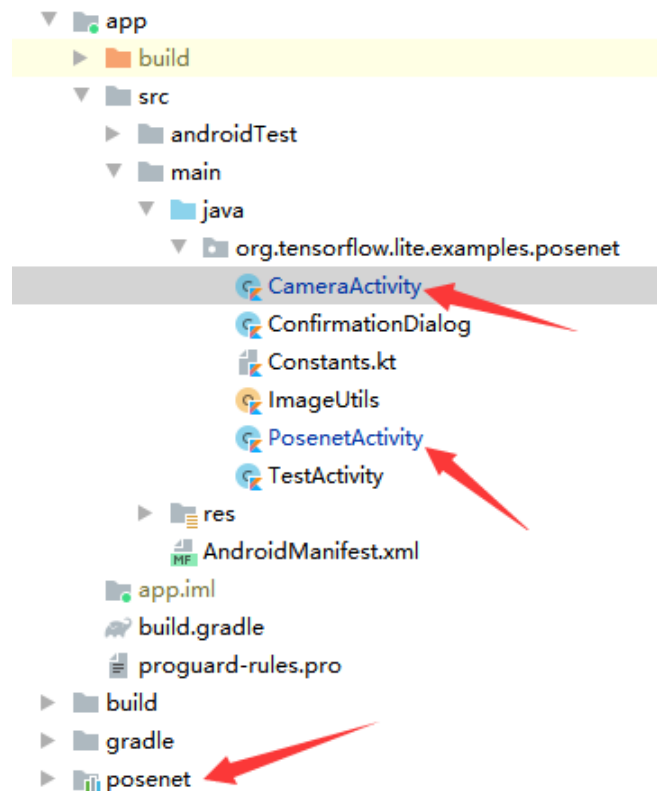 app
build
src
androidTest
main
java
org.tensorflow.lite.examples.posenet
CameraActivity
ConfirmationDialog
Constants.kt
ImageUtils
PosenetActivity
TestActivity
res
MF AndroidManifest.xml
app.iml
build.gradle
proguard-rules.pro
build
gradle
posenet